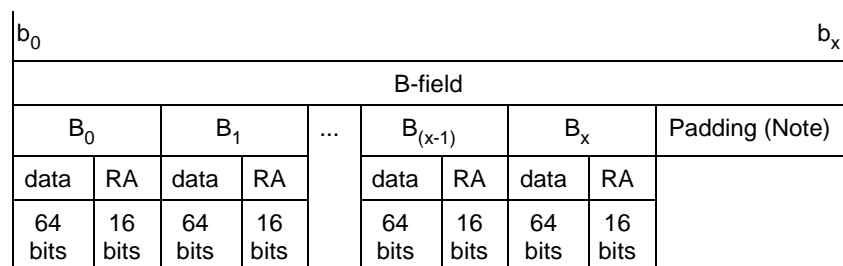 b0 bx
B-field
B0 B1 ... B(x-1) Bx Padding (Note)
data RA data RA data RA data RA
64 bits 16 bits 64 bits 16 bits 64 bits 16 bits 64 bits 16 bits